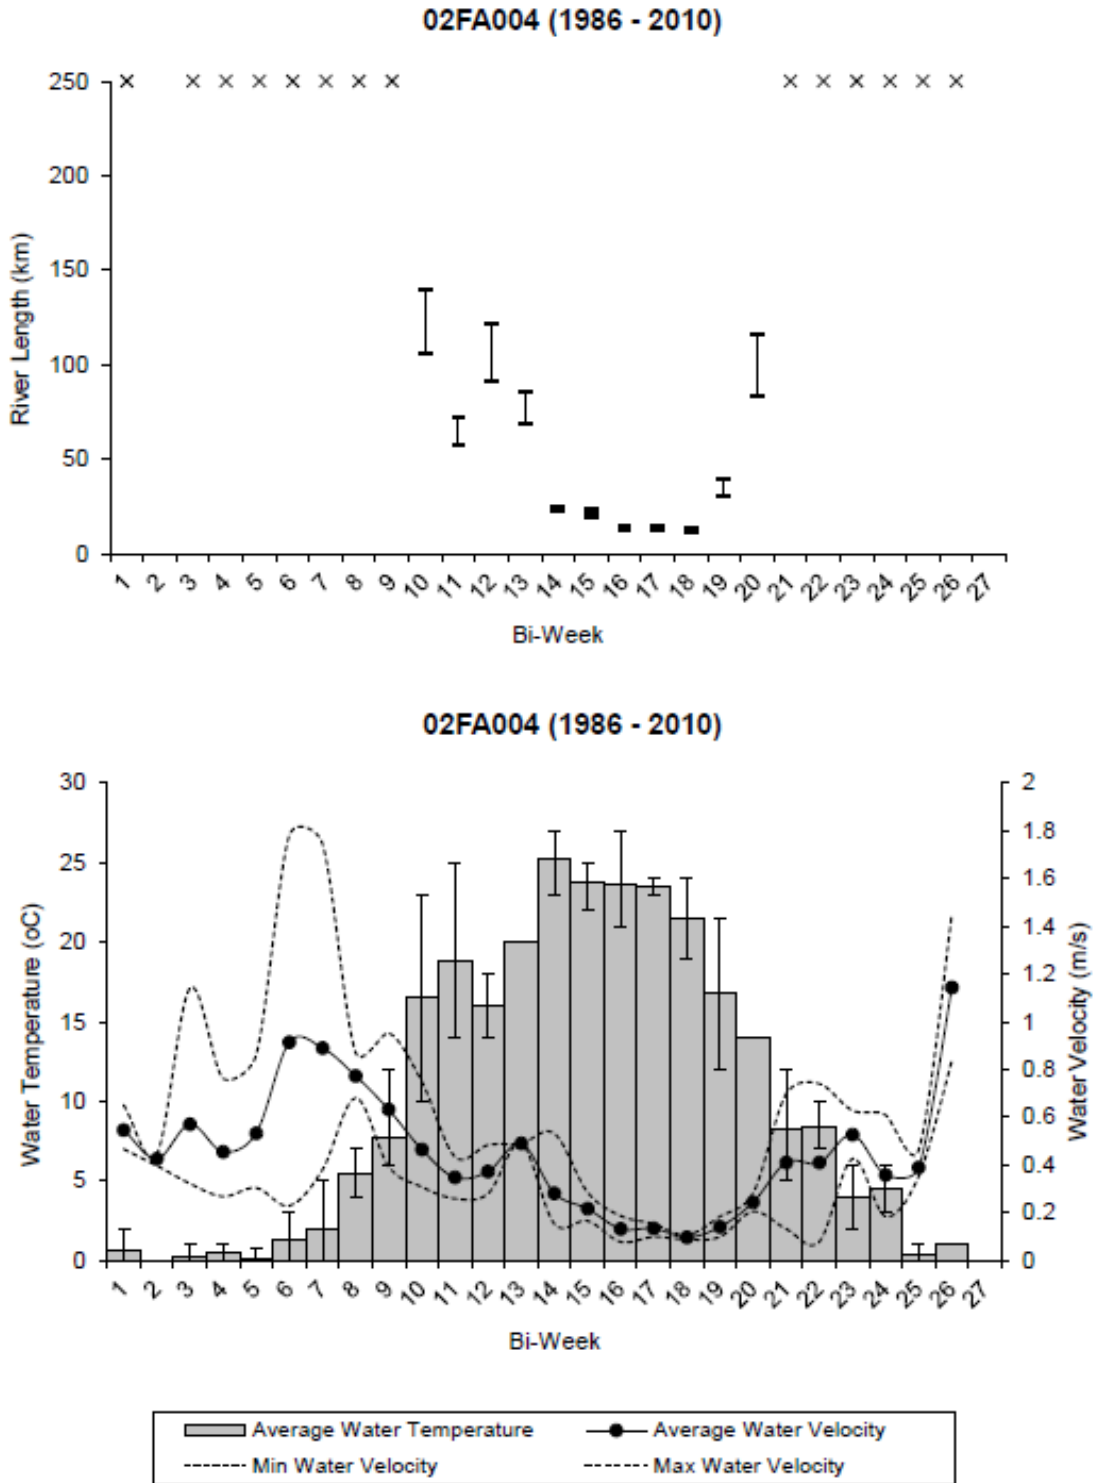 02FA004 (1986 - 2010)
250
200
150
100
50
0
River Length (km)
1 2 3 4 5 6 7 8 9 10 11 12 13 14 15 16 17 18 19 20 21 22 23 24 25 26 27
Bi-Week
02FA004 (1986 - 2010)
30
25
20
15
10
5
0
Water Temperature (oC)
2
1.8
1.6
1.4
1.2
1
0.8
0.6
0.4
0.2
0
Water Velocity (m/s)
1 2 3 4 5 6 7 8 9 10 11 12 13 14 15 16 17 18 19 20 21 22 23 24 25 26 27
Bi-Week
Average Water Temperature Average Water Velocity
Min Water Velocity Max Water Velocity